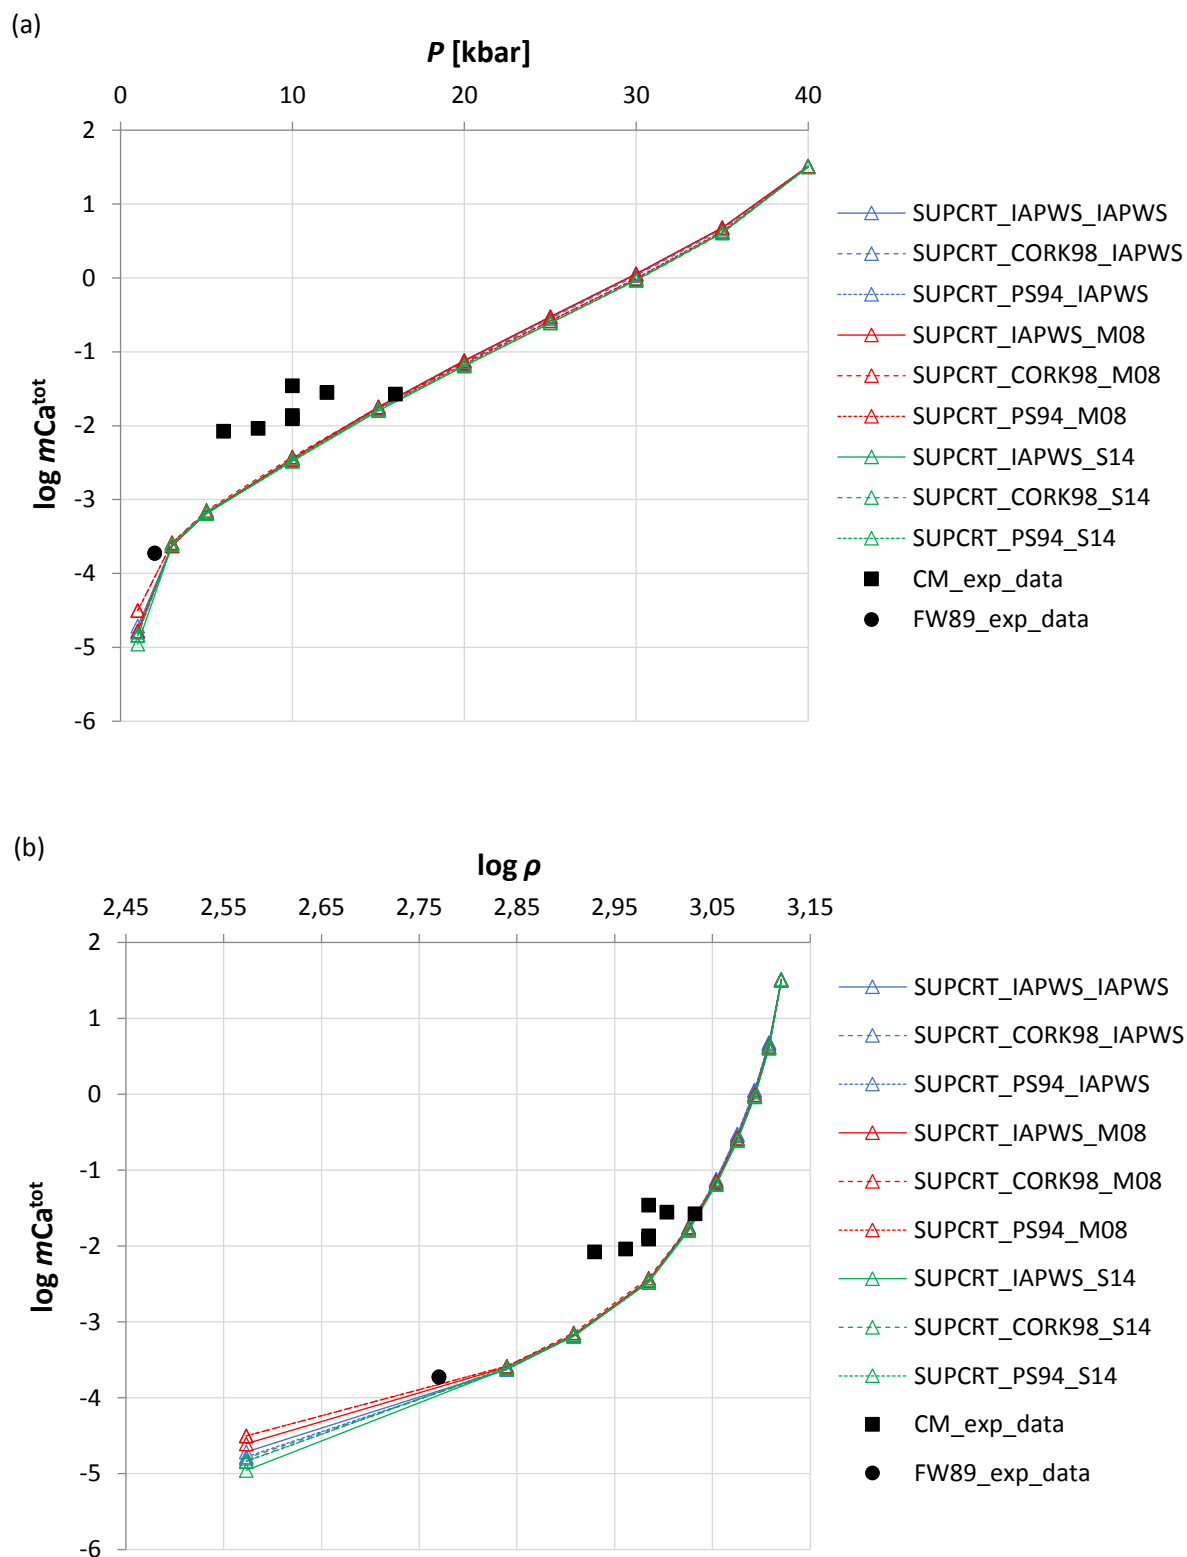 (a)
P [kbar]
0 10 20 30 40
2
1
0
-1
-2
-3
-4
-5
-6
log mCa^tot
SUPCRT_IAPWS_IAPWS
SUPCRT_CORK98_IAPWS
SUPCRT_PS94_IAPWS
SUPCRT_IAPWS_M08
SUPCRT_CORK98_M08
SUPCRT_PS94_M08
SUPCRT_IAPWS_S14
SUPCRT_CORK98_S14
SUPCRT_PS94_S14
CM_exp_data
FW89_exp_data
(b)
log ρ
2,45 2,55 2,65 2,75 2,85 2,95 3,05 3,15
2
1
0
-1
-2
-3
-4
-5
-6
log mCa^tot
SUPCRT_IAPWS_IAPWS
SUPCRT_CORK98_IAPWS
SUPCRT_PS94_IAPWS
SUPCRT_IAPWS_M08
SUPCRT_CORK98_M08
SUPCRT_PS94_M08
SUPCRT_IAPWS_S14
SUPCRT_CORK98_S14
SUPCRT_PS94_S14
CM_exp_data
FW89_exp_data